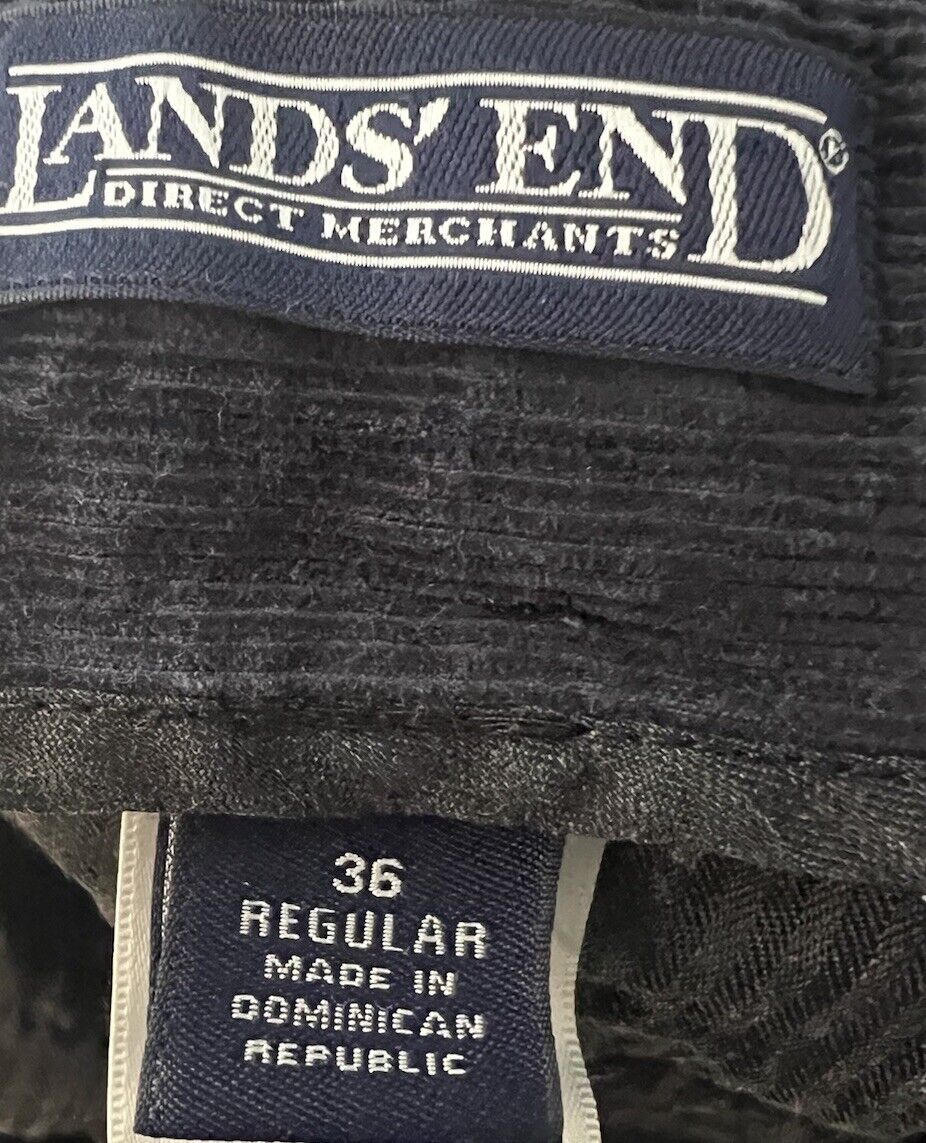 LANDS' END®
DIRECT MERCHANTS
36
REGULAR
MADE IN
DOMINICAN
REPUBLIC